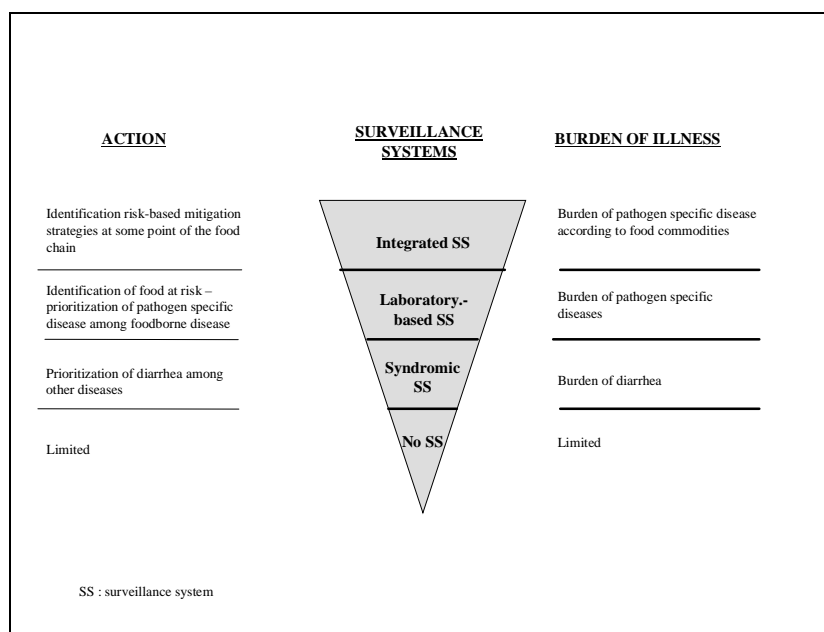 ACTION
SURVEILLANCE
SYSTEMS
BURDEN OF ILLNESS
Identification risk-based mitigation
strategies at some point of the food
chain
Integrated SS
Burden of pathogen specific disease
according to food commodities
Identification of food at risk –
prioritization of pathogen specific
disease among foodborne disease
Laboratory.-
based SS
Burden of pathogen specific
diseases
Prioritization of diarrhea among
other diseases
Syndromic
SS
Burden of diarrhea
Limited
No SS
Limited
SS : surveillance system